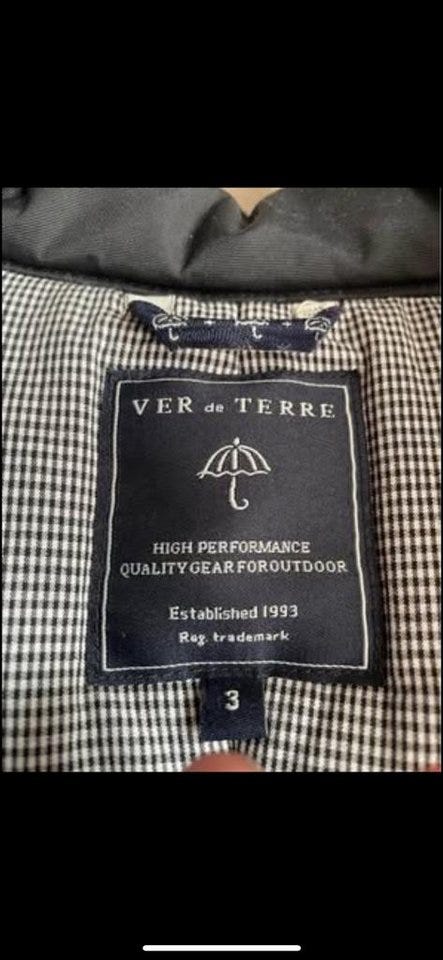 VER de TERRE
HIGH PERFORMANCE
QUALITY GEAR FOR OUTDOOR
Established 1993
Reg. trademark
3